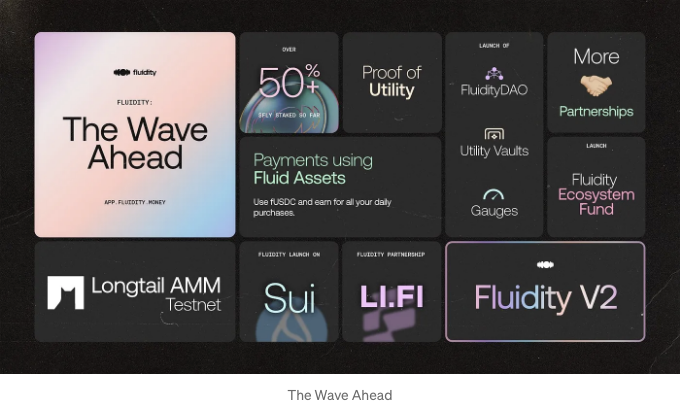 fluidity
FLUIDITY:
The Wave
Ahead
APP.FLUIDITY.MONEY
OVER
50%+
$FLY STAKED SO FAR
Proof of
Utility
LAUNCH OF
FluidityDAO
Utility Vaults
Gauges
More
Partnerships
Payments using
Fluid Assets
Use fUSDC and earn for all your daily
purchases.
LAUNCH
Fluidity
Ecosystem
Fund
Longtail AMM
Testnet
FLUIDITY LAUNCH ON
Sui
FLUIDITY PARTNERSHIP
LI.FI
Fluidity V2
The Wave Ahead